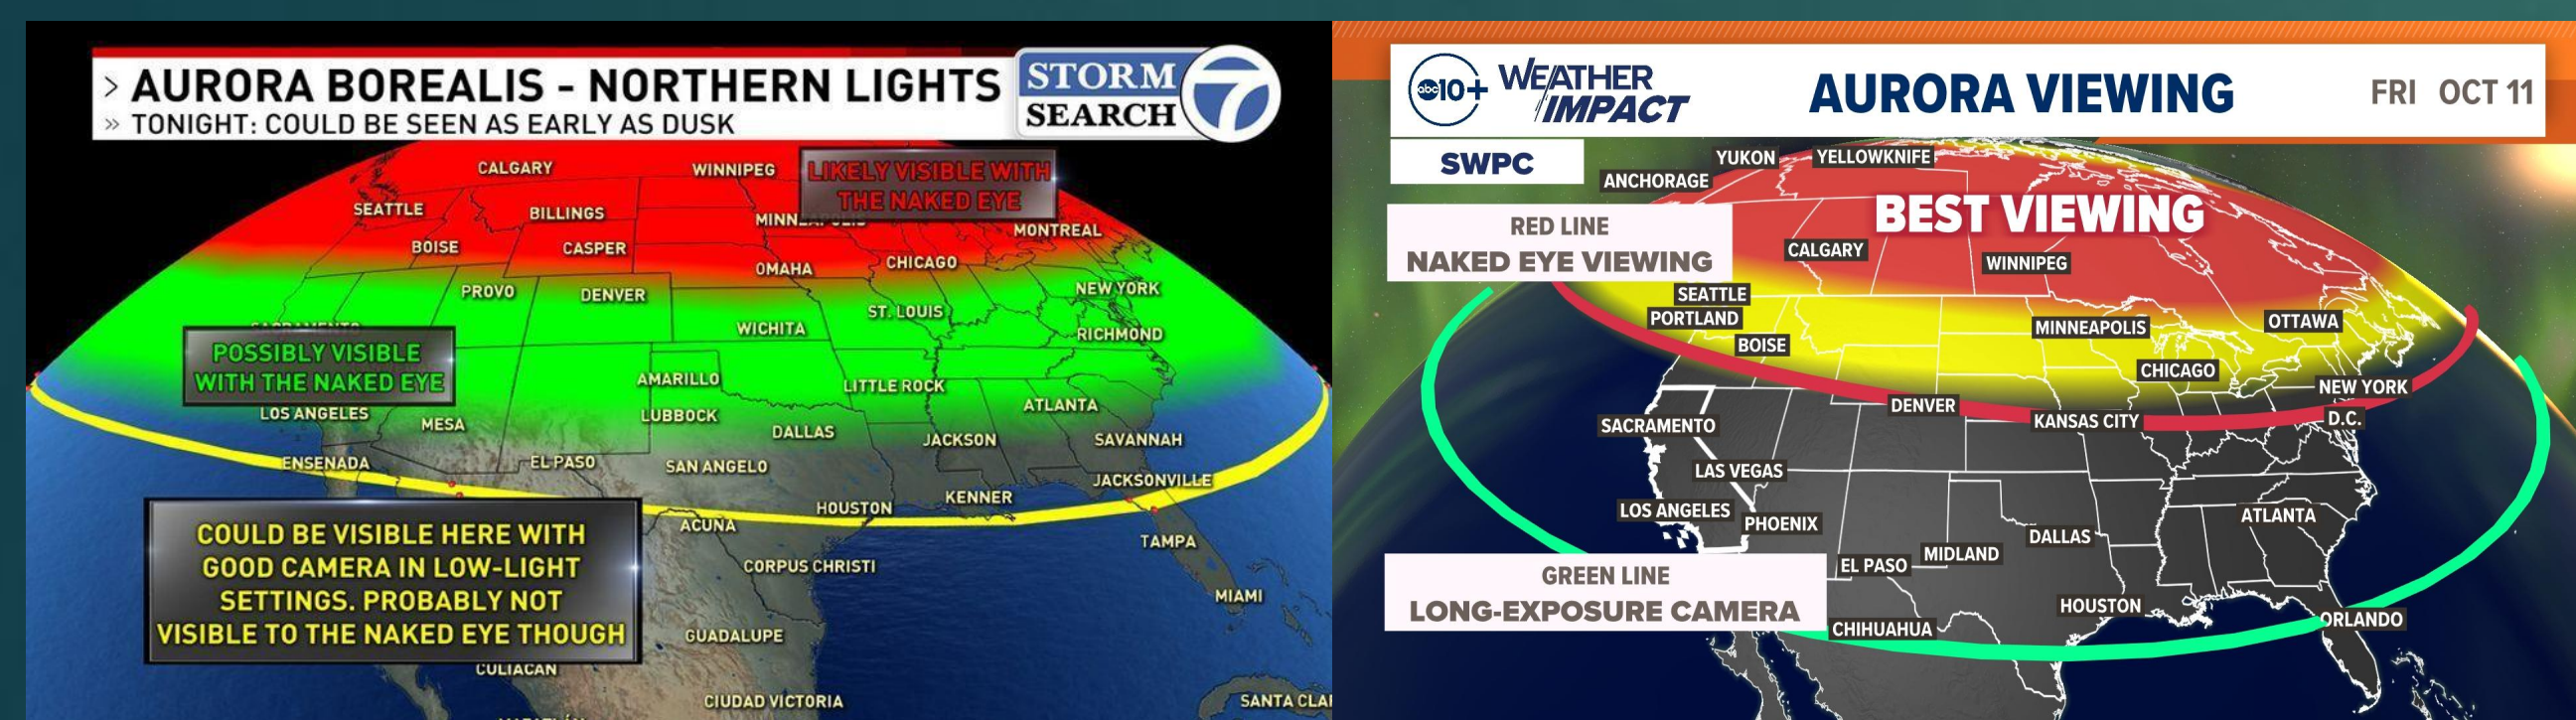 > AURORA BOREALIS - NORTHERN LIGHTS
» TONIGHT: COULD BE SEEN AS EARLY AS DUSK
STORM
SEARCH 7
CALGARY
WINNIPEG
LIKELY VISIBLE WITH
THE NAKED EYE
SEATTLE
BILLINGS
MINNEAPOLIS
MONTREAL
BOISE
CASPER
OMAHA
CHICAGO
PROVO
DENVER
NEW YORK
ST. LOUIS
SACRAMENTO
WICHITA
RICHMOND
POSSIBLY VISIBLE
WITH THE NAKED EYE
AMARILLO
LITTLE ROCK
LOS ANGELES
MESA
LUBBOCK
ATLANTA
DALLAS
JACKSON
SAVANNAH
ENSENADA
EL PASO
SAN ANGELO
JACKSONVILLE
HOUSTON
KENNER
COULD BE VISIBLE HERE WITH
GOOD CAMERA IN LOW-LIGHT
SETTINGS. PROBABLY NOT
VISIBLE TO THE NAKED EYE THOUGH
ACUÑA
TAMPA
CORPUS CHRISTI
MIAMI
GUADALUPE
CULIACAN
CIUDAD VICTORIA
SANTA CLA
abc10+ WEATHER
IMPACT
AURORA VIEWING
FRI OCT 11
SWPC
YUKON
YELLOWKNIFE
ANCHORAGE
BEST VIEWING
RED LINE
NAKED EYE VIEWING
CALGARY
WINNIPEG
SEATTLE
PORTLAND
MINNEAPOLIS
OTTAWA
BOISE
CHICAGO
NEW YORK
DENVER
KANSAS CITY
D.C.
SACRAMENTO
LAS VEGAS
LOS ANGELES
PHOENIX
ATLANTA
DALLAS
MIDLAND
EL PASO
GREEN LINE
LONG-EXPOSURE CAMERA
HOUSTON
ORLANDO
CHIHUAHUA